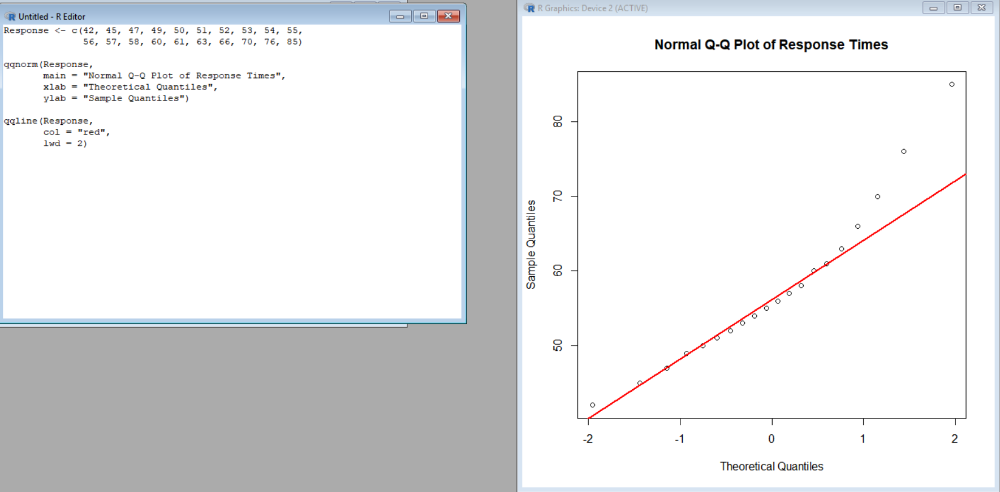 Untitled - R Editor
Response <- c(42, 45, 47, 49, 50, 51, 52, 53, 54, 55,
              56, 57, 58, 60, 61, 63, 66, 70, 76, 85)
qqnorm(Response,
       main = "Normal Q-Q Plot of Response Times",
       xlab = "Theoretical Quantiles",
       ylab = "Sample Quantiles")
qqline(Response,
       col = "red",
       lwd = 2)
R Graphics: Device 2 (ACTIVE)
Normal Q-Q Plot of Response Times
Sample Quantiles
80
70
60
50
-2 -1 0 1 2
Theoretical Quantiles